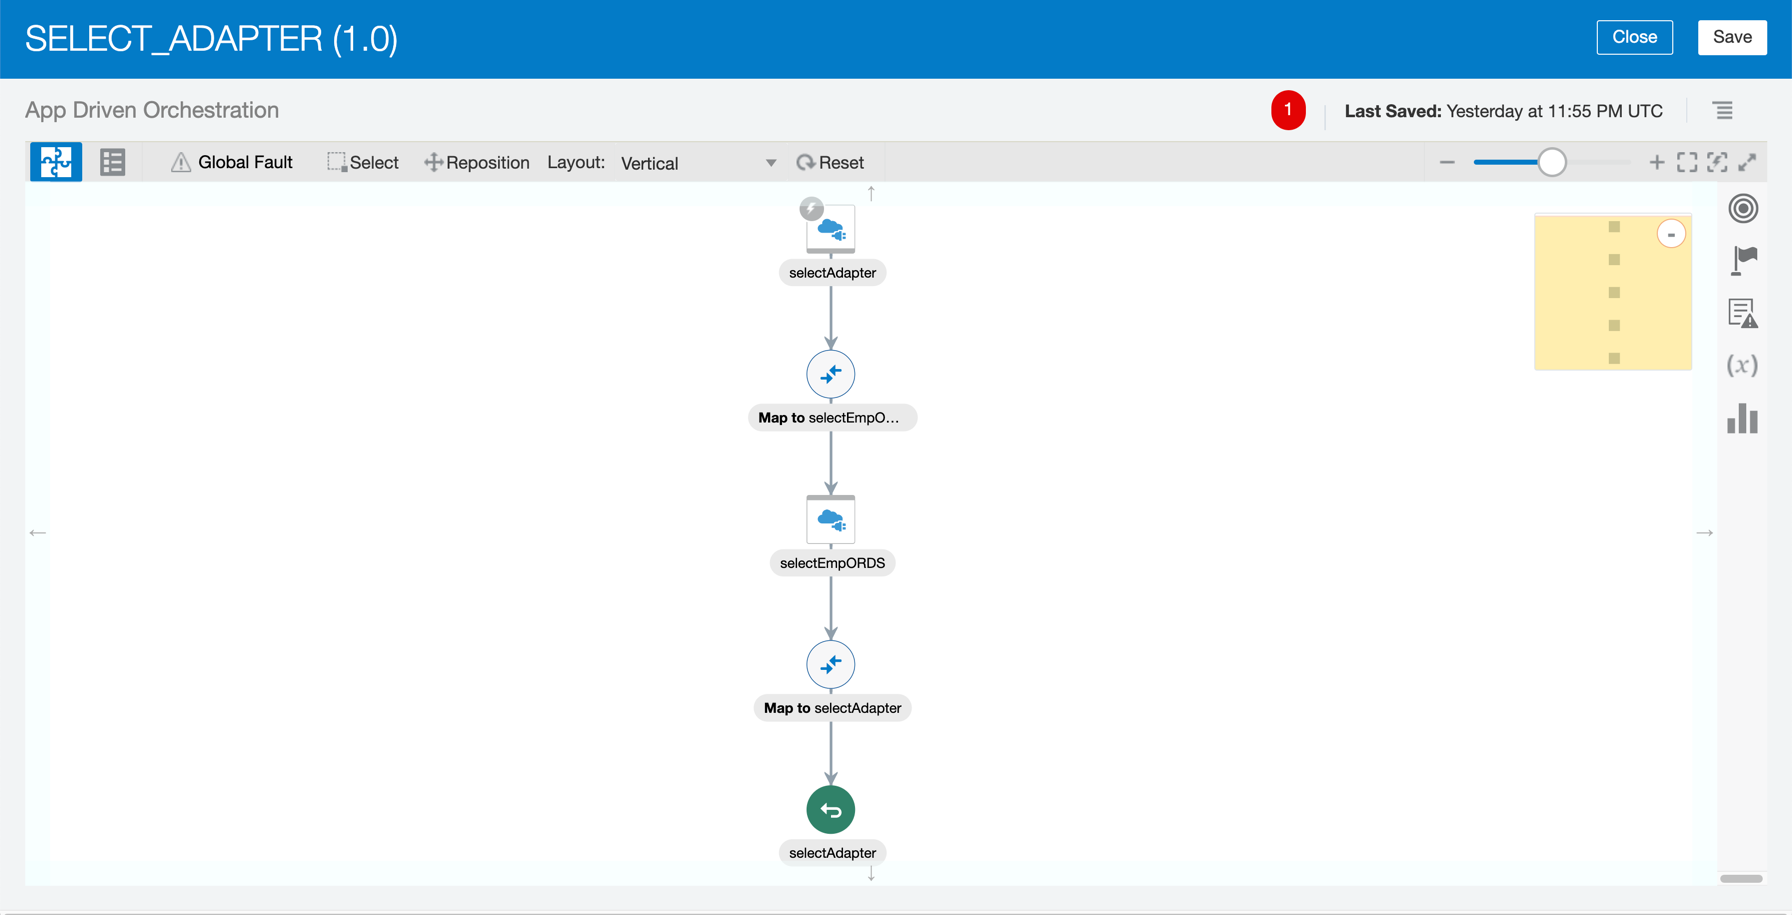 SELECT_ADAPTER (1.0)
Close
Save
App Driven Orchestration
1
Last Saved: Yesterday at 11:55 PM UTC
Global Fault
Select
Reposition
Layout:
Vertical
Reset
selectAdapter
Map to selectEmpO...
(x)
selectEmpORDS
Map to selectAdapter
selectAdapter